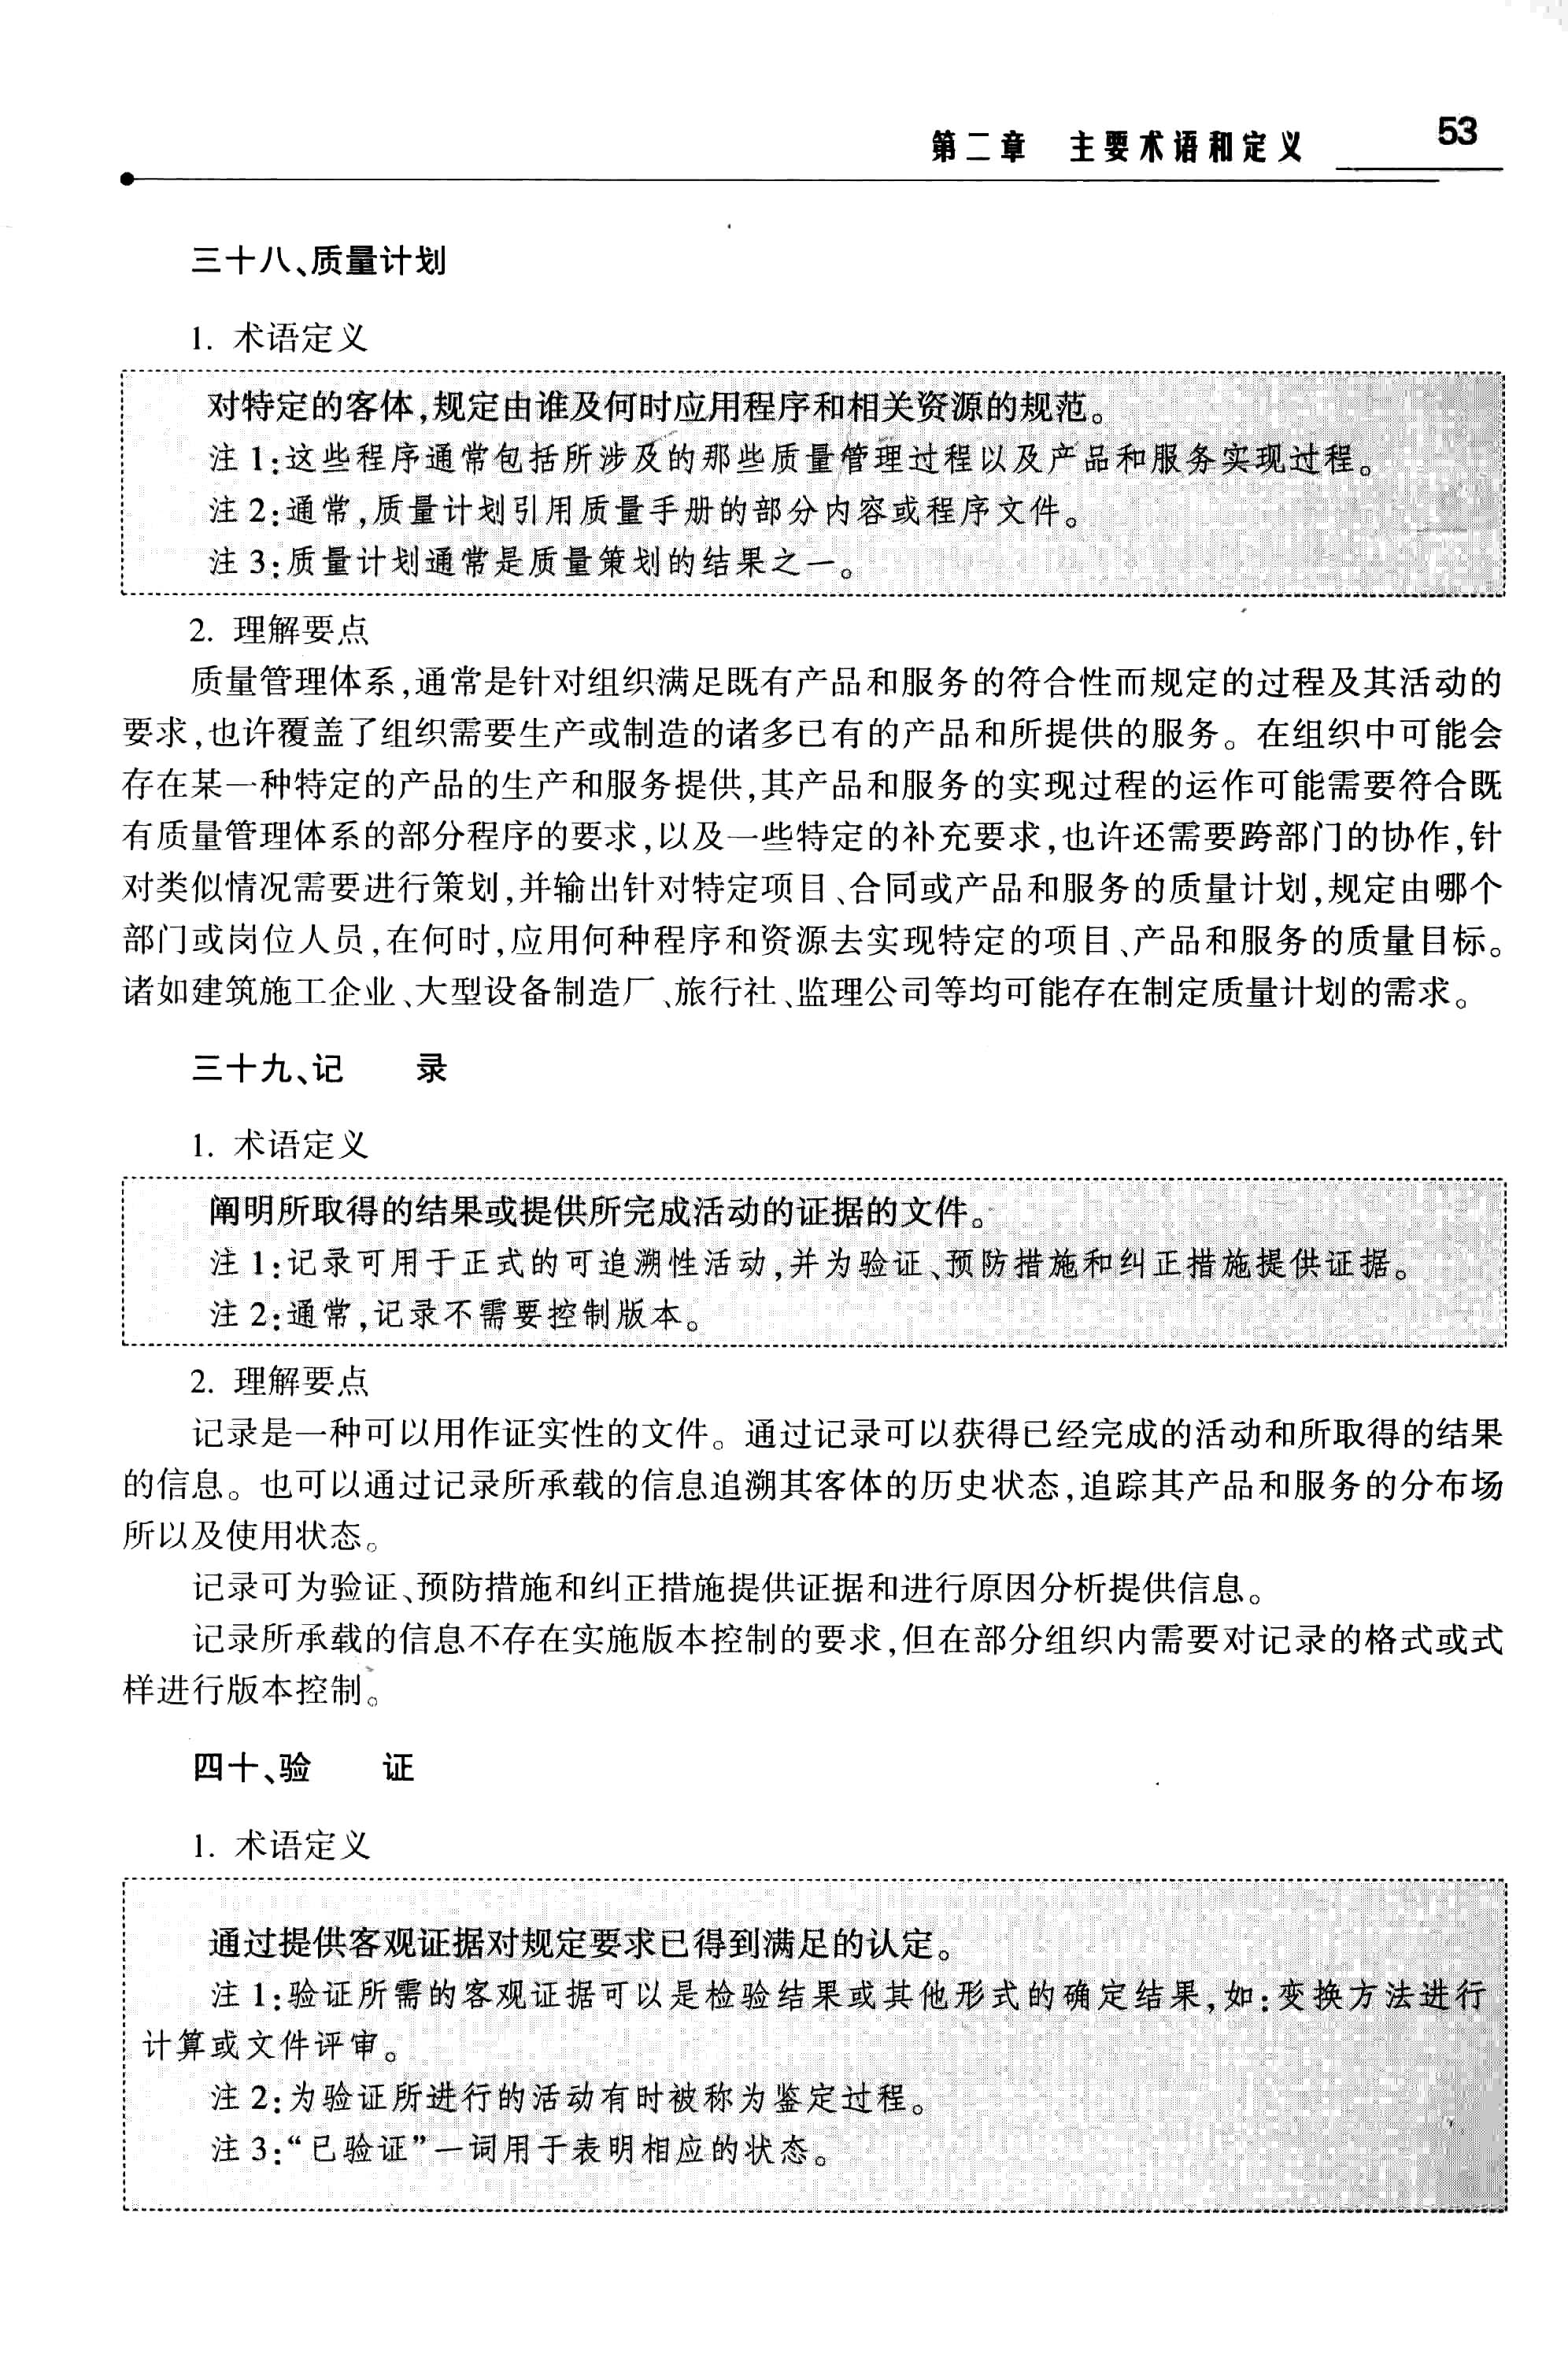 第二章 主要术语和定义 53
三十八、质量计划
1. 术语定义
对特定的客体,规定由谁及何时应用程序和相关资源的规范。
注1:这些程序通常包括所涉及的那些质量管理过程以及产品和服务实现过程。
注2:通常,质量计划引用质量手册的部分内容或程序文件。
注3:质量计划通常是质量策划的结果之一。
2. 理解要点
质量管理体系,通常是针对组织满足既有产品和服务的符合性而规定的过程及其活动的
要求,也许覆盖了组织需要生产或制造的诸多已有的产品和所提供的服务。在组织中可能会
存在某一种特定的产品的生产和服务提供,其产品和服务的实现过程的运作可能需要符合既
有质量管理体系的部分程序的要求,以及一些特定的补充要求,也许还需要跨部门的协作,针
对类似情况需要进行策划,并输出针对特定项目、合同或产品和服务的质量计划,规定由哪个
部门或岗位人员,在何时,应用何种程序和资源去实现特定的项目、产品和服务的质量目标。
诸如建筑施工企业、大型设备制造厂、旅行社、监理公司等均可能存在制定质量计划的需求。
三十九、记 录
1. 术语定义
阐明所取得的结果或提供所完成活动的证据的文件。
注1:记录可用于正式的可追溯性活动,并为验证、预防措施和纠正措施提供证据。
注2:通常,记录不需要控制版本。
2. 理解要点
记录是一种可以用作证实性的文件。通过记录可以获得已经完成的活动和所取得的结果
的信息。也可以通过记录所承载的信息追溯其客体的历史状态,追踪其产品和服务的分布场
所以及使用状态。
记录可为验证、预防措施和纠正措施提供证据和进行原因分析提供信息。
记录所承载的信息不存在实施版本控制的要求,但在部分组织内需要对记录的格式或式
样进行版本控制。
四十、验 证
1. 术语定义
通过提供客观证据对规定要求已得到满足的认定。
注1:验证所需的客观证据可以是检验结果或其他形式的确定结果,如:变换方法进行
计算或文件评审。
注2:为验证所进行的活动有时被称为鉴定过程。
注3:“已验证”一词用于表明相应的状态。